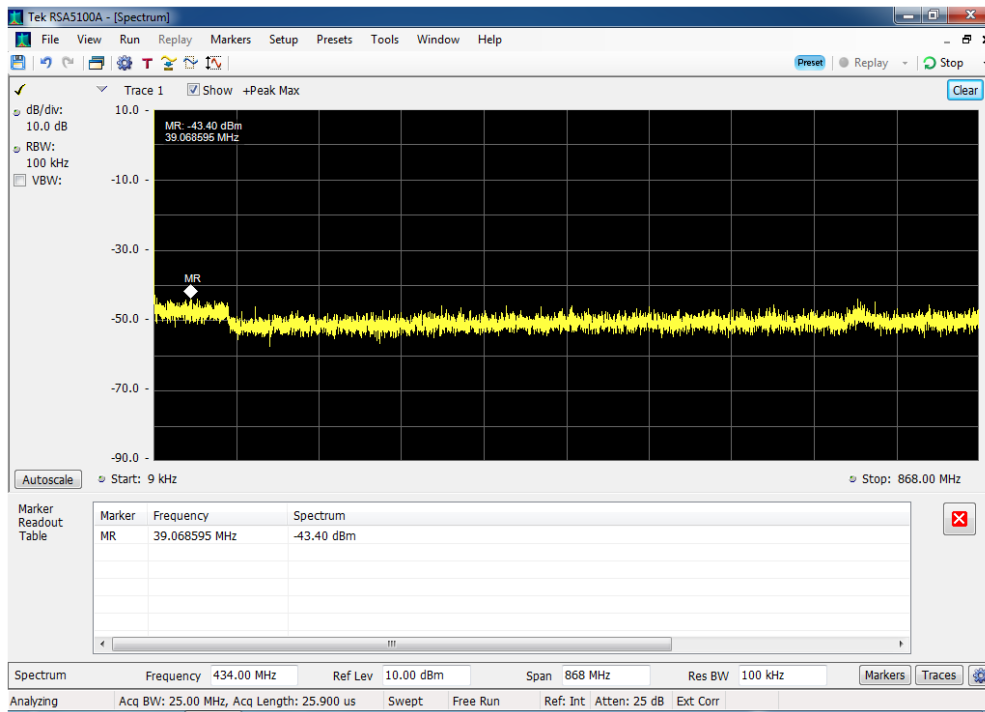 Tek RSA5100A - [Spectrum]
File View Run Replay Markers Setup Presets Tools Window Help
T Preset Replay Stop
Trace 1 Show +Peak Max Clear
dB/div:
10.0 dB
RBW:
100 kHz
VBW:
10.0
-10.0
-30.0
-50.0
-70.0
-90.0
MR: -43.40 dBm
39.068595 MHz
MR
Autoscale Start: 9 kHz Stop: 868.00 MHz
Marker
Readout
Table
Marker Frequency Spectrum
MR 39.068595 MHz -43.40 dBm
Spectrum Frequency 434.00 MHz Ref Lev 10.00 dBm Span 868 MHz Res BW 100 kHz Markers Traces
Analyzing Acq BW: 25.00 MHz, Acq Length: 25.900 us Swept Free Run Ref: Int Atten: 25 dB Ext Corr